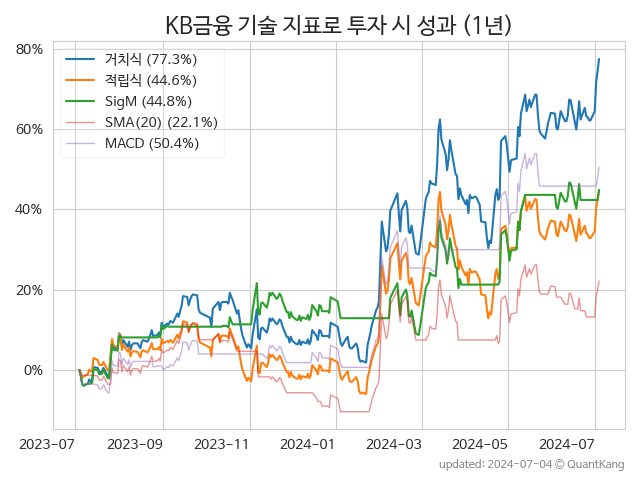 KB금융 기술 지표로 투자 시 성과 (1년)
80%
60%
40%
20%
0%
거치식 (77.3%)
적립식 (44.6%)
SigM (44.8%)
SMA(20) (22.1%)
MACD (50.4%)
2023-07
2023-09
2023-11
2024-01
2024-03
2024-05
2024-07
updated: 2024-07-04 © QuantKang